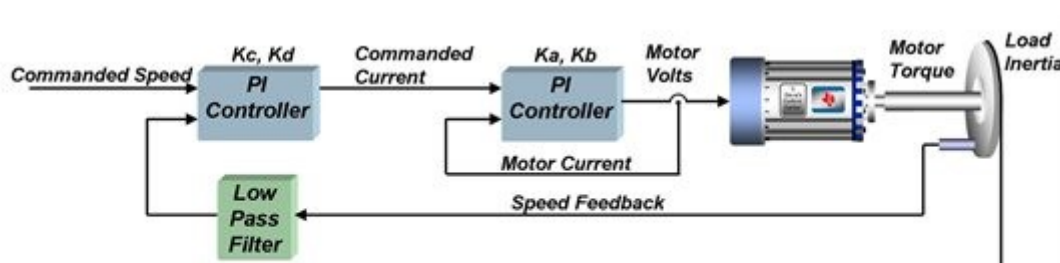 Commanded Speed
Kc, Kd
PI
Controller
Commanded
Current
Ka, Kb
PI
Controller
Motor
Volts
Motor
Torque
Load
Inertia
Motor Current
Speed Feedback
Low
Pass
Filter